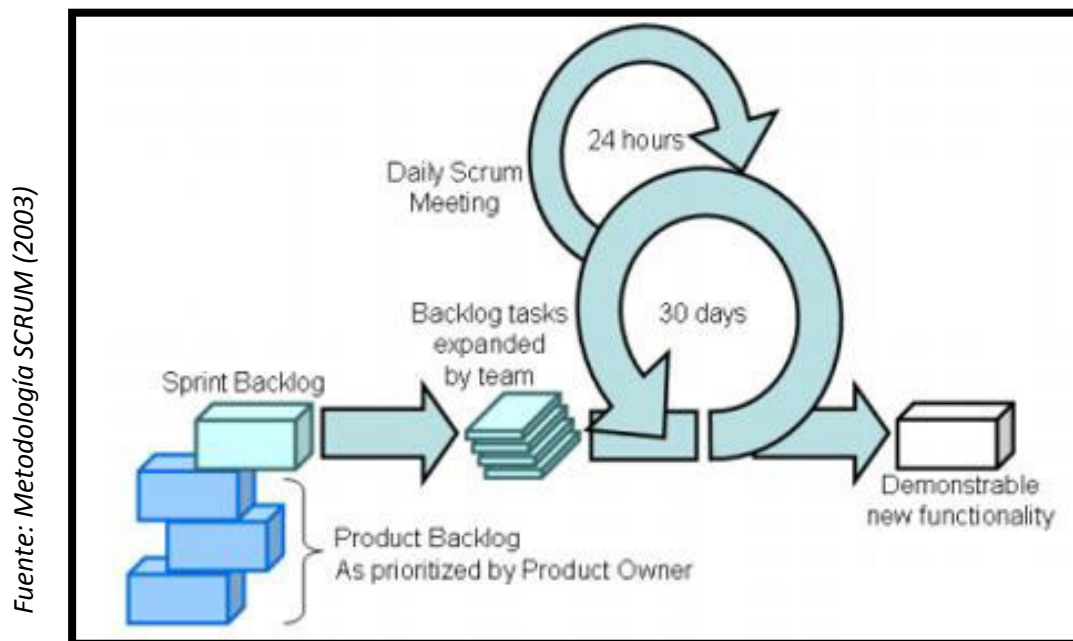 Fuente: Metodología SCRUM (2003)
24 hours
Daily Scrum
Meeting
30 days
Backlog tasks
expanded
by team
Sprint Backlog
Demonstrable
new functionality
Product Backlog
As prioritized by Product Owner